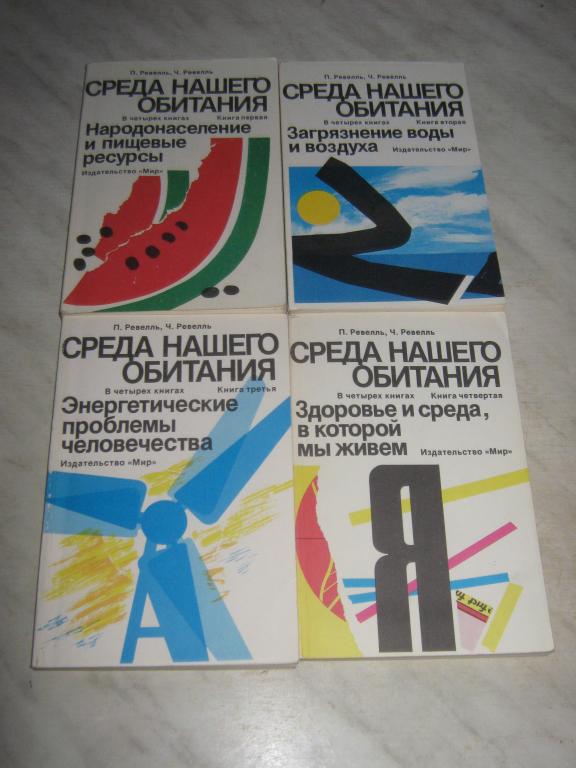 П. Ревелль, Ч. Ревелль
СРЕДА НАШЕГО
ОБИТАНИЯ
В четырех книгах Книга первая
Народонаселение
и пищевые
ресурсы
Издательство «Мир»
П. Ревелль, Ч. Ревелль
СРЕДА НАШЕГО
ОБИТАНИЯ
В четырех книгах Книга вторая
Загрязнение воды
и воздуха Издательство «Мир»
П. Ревелль, Ч. Ревелль
СРЕДА НАШЕГО
ОБИТАНИЯ
В четырех книгах Книга третья
Энергетические
проблемы
человечества
Издательство «Мир»
П. Ревелль, Ч. Ревелль
СРЕДА НАШЕГО
ОБИТАНИЯ
В четырех книгах Книга четвертая
Здоровье и среда,
в которой
мы живем Издательство «Мир»
Я